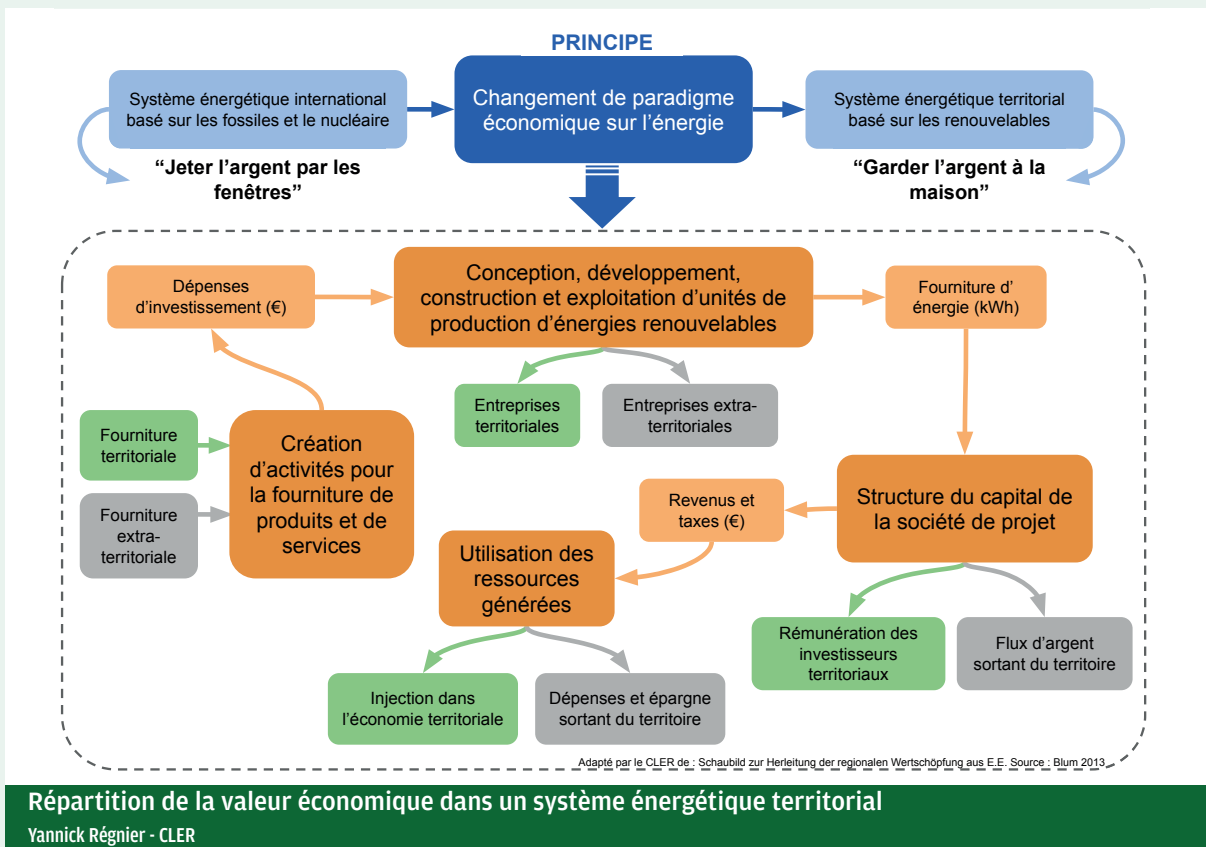 PRINCIPE
Système énergétique international
basé sur les fossiles et le nucléaire
Changement de paradigme
économique sur l’énergie
Système énergétique territorial
basé sur les renouvelables
“Jeter l’argent par les
fenêtres”
“Garder l’argent à la
maison”
Dépenses
d’investissement (€)
Conception, développement,
construction et exploitation d’unités de
production d’énergies renouvelables
Fourniture d’
énergie (kWh)
Entreprises
territoriales
Entreprises extra-
territoriales
Fourniture
territoriale
Fourniture
extra-
territoriale
Création
d’activités pour
la fourniture de
produits et de
services
Revenus et
taxes (€)
Structure du capital de
la société de projet
Utilisation des
ressources
générées
Rémunération des
investisseurs
territoriaux
Flux d’argent
sortant du territoire
Injection dans
l’économie territoriale
Dépenses et épargne
sortant du territoire
Adapté par le CLER de : Schaubild zur Herleitung der regionalen Wertschöpfung aus E.E. Source : Blum 2013
Répartition de la valeur économique dans un système énergétique territorial
Yannick Régnier - CLER